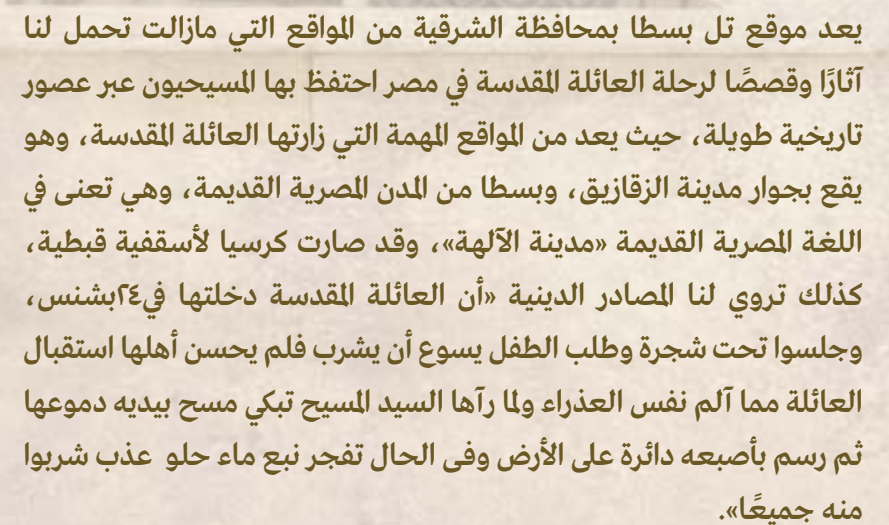 يعد موقع تل بسطا بمحافظة الشرقية من المواقع التي مازالت تحمل لنا
آثارًا وقصصًا لرحلة العائلة المقدسة في مصر احتفظ بها المسيحيون عبر عصور
تاريخية طويلة، حيث يعد من المواقع المهمة التي زارتها العائلة المقدسة، وهو
يقع بجوار مدينة الزقازيق، وبسطا من المدن المصرية القديمة، وهي تعنى في
اللغة المصرية القديمة «مدينة الآلهة»، وقد صارت كرسيا لأسقفية قبطية،
كذلك تروي لنا المصادر الدينية «أن العائلة المقدسة دخلتها في٢٤بشنس،
وجلسوا تحت شجرة وطلب الطفل يسوع أن يشرب فلم يحسن أهلها استقبال
العائلة مما آلم نفس العذراء ولما رآها السيد المسيح تبكي مسح بيديه دموعها
ثم رسم بأصبعه دائرة على الأرض وفى الحال تفجر نبع ماء حلو عذب شربوا
منه جميعًا».